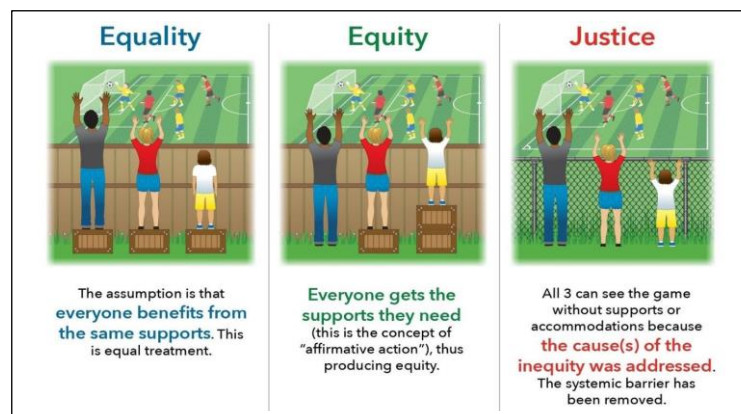 Equality
The assumption is that
everyone benefits from
the same supports. This
is equal treatment.
Equity
Everyone gets the
supports they need
(this is the concept of
"affirmative action"), thus
producing equity.
Justice
All 3 can see the game
without supports or
accommodations because
the cause(s) of the
inequity was addressed.
The systemic barrier has
been removed.